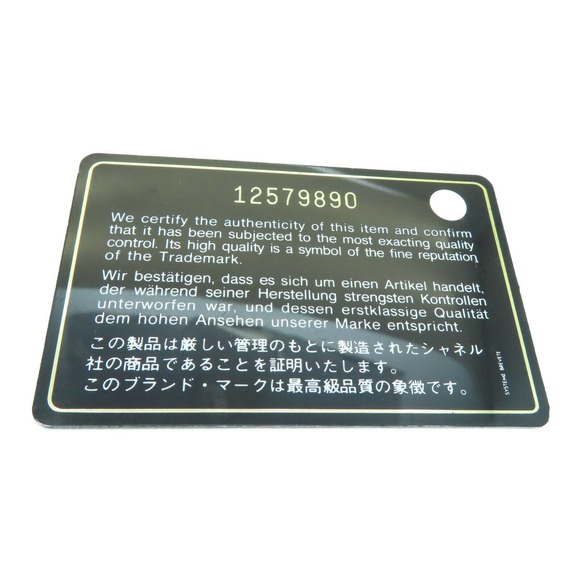 12579890
We certify the authenticity of this item and confirm
that it has been subjected to the most exacting quality
control. Its high quality is a symbol of the fine reputation
of the Trademark.
Wir bestätigen, dass es sich um einen Artikel handelt,
der während seiner Herstellung strengsten Kontrollen
unterworfen war, und dessen erstklassige Qualität
dem hohen Ansehen unserer Marke entspricht.
この製品は厳しい管理のもとに製造されたシャネル
社の商品であることを証明いたします。
このブランド・マークは最高級品質の象徴です。
SYSTEME BREVETE